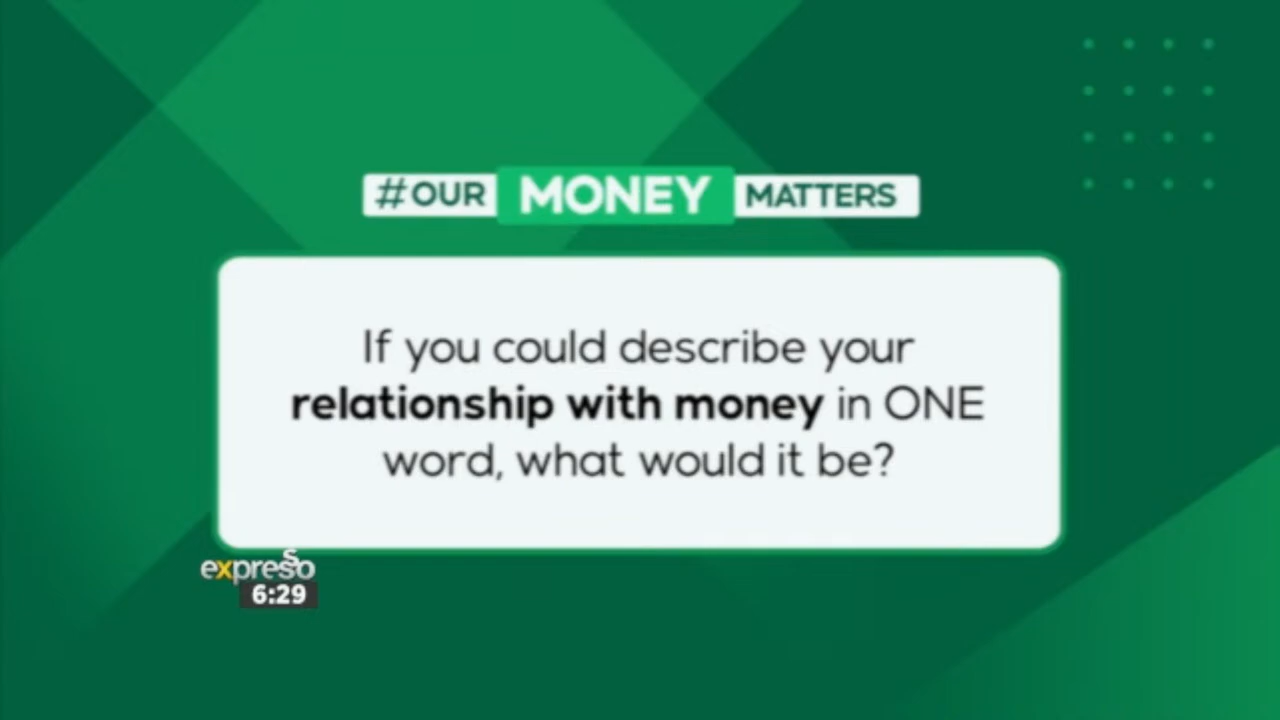 #OUR MONEY MATTERS
If you could describe your
relationship with money in ONE
word, what would it be?
expresso
6:29